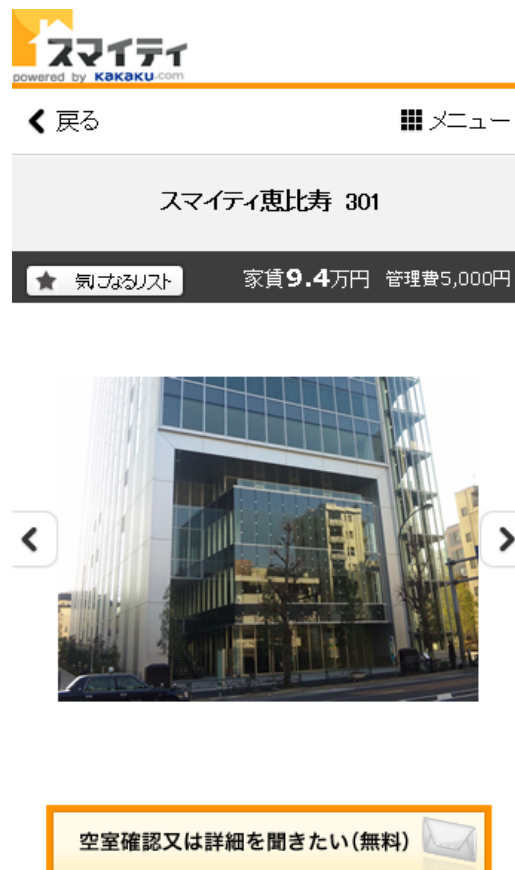 スマイティ
powered by KaKaKU.com
戻る
メニュー
スマイティ恵比寿 301
気になるリスト
家賃9.4万円 管理費5,000円
空室確認又は詳細を聞きたい(無料)